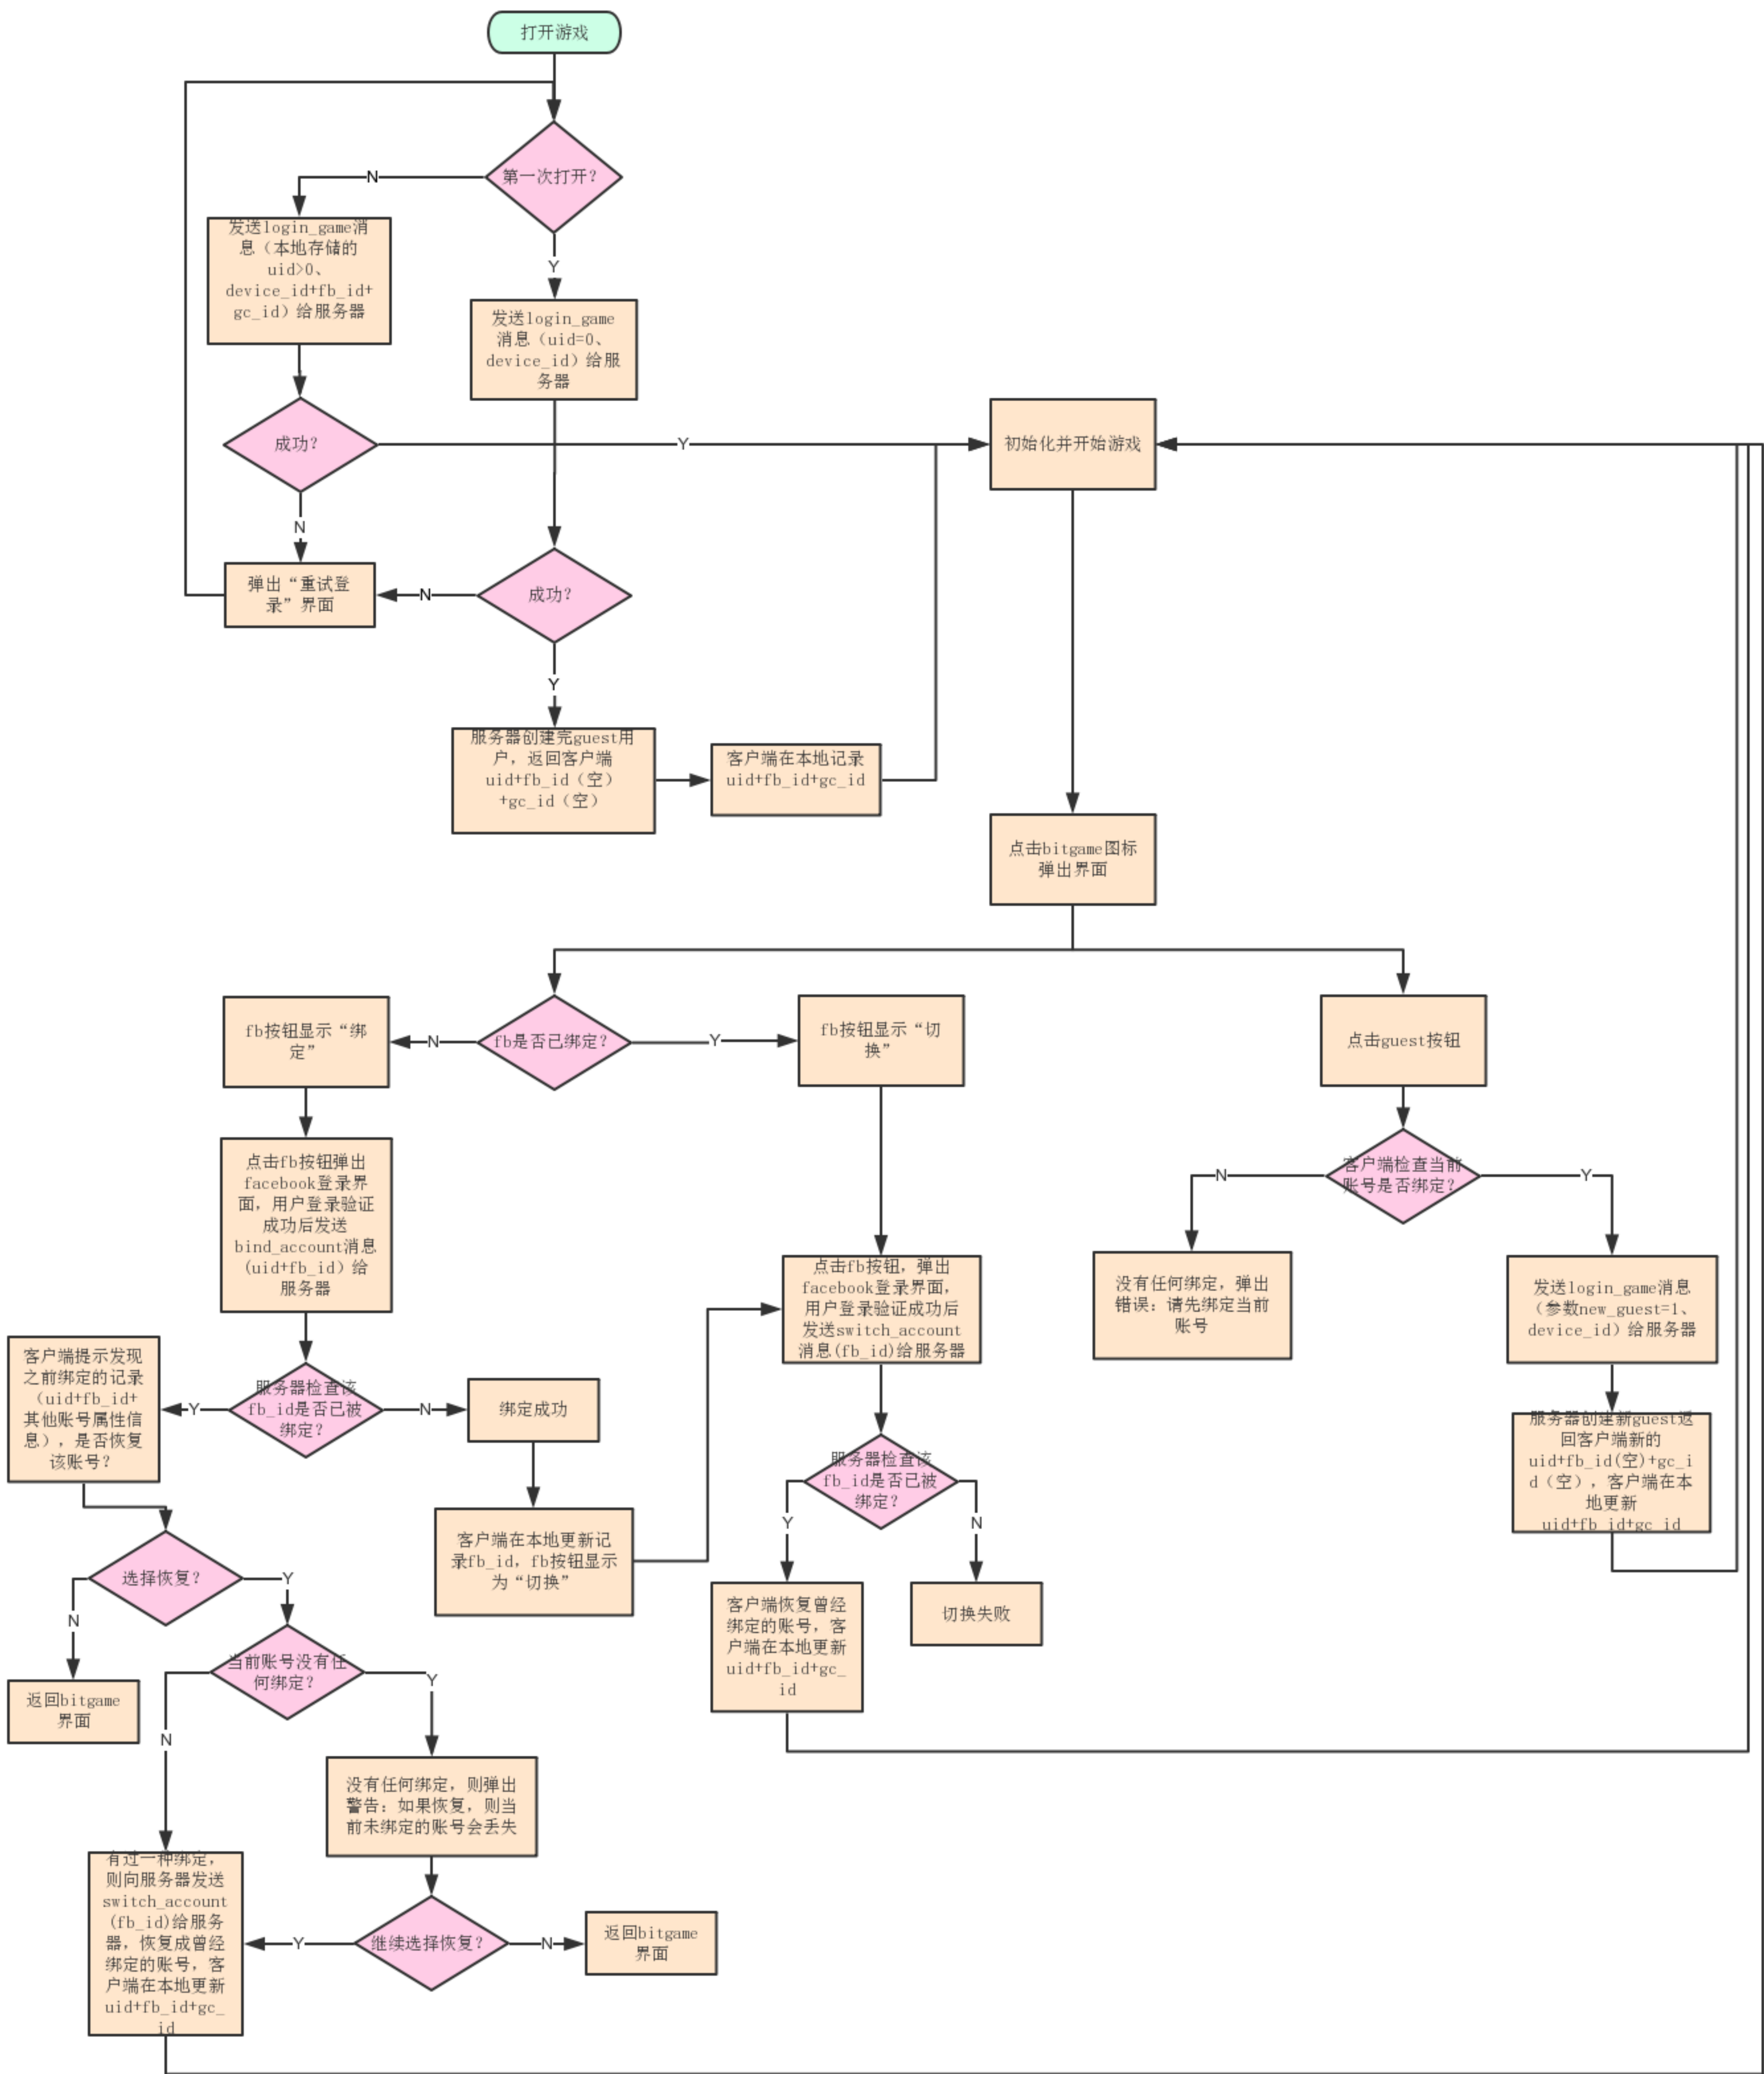 打开游戏
第一次打开?
N
Y
发送login_game消
息（本地存储的
uid>0、
device_id+fb_id+
gc_id）给服务器
发送login_game
消息（uid=0、
device_id）给服
务器
成功?
Y
初始化并开始游戏
N
弹出“重试登
录”界面
N
成功?
Y
服务器创建完guest用
户，返回客户端
uid+fb_id（空）
+gc_id（空）
客户端在本地记录
uid+fb_id+gc_id
点击bitgame图标
弹出界面
fb按钮显示“绑
定”
N
fb是否已绑定?
Y
fb按钮显示“切
换”
点击guest按钮
点击fb按钮弹出
facebook登录界
面，用户登录验证
成功后发送
bind_account消息
(uid+fb_id）给
服务器
N
客户端检查当前
账号是否绑定?
Y
点击fb按钮，弹出
facebook登录界面，
用户登录验证成功后
发送switch_account
消息(fb_id)给服务器
没有任何绑定，弹出
错误：请先绑定当前
账号
发送login_game消息
（参数new_guest=1、
device_id）给服务器
客户端提示发现
之前绑定的记录
（uid+fb_id+
其他账号属性信
息），是否恢复
该账号?
Y
服务器检查该
fb_id是否已被
绑定?
N
绑定成功
服务器检查该
fb_id是否已被
绑定?
Y
N
服务器创建新guest返
回客户端新的
uid+fb_id(空)+gc_i
d（空），客户端在本
地更新
uid+fb_id+gc_id
客户端在本地更新记
录fb_id，fb按钮显示
为“切换”
选择恢复?
Y
N
客户端恢复曾经
绑定的账号，客
户端在本地更新
uid+fb_id+gc_
id
切换失败
返回bitgame
界面
当前账号没有任
何绑定?
Y
N
没有任何绑定，则弹出
警告：如果恢复，则当
前未绑定的账号会丢失
有过一种绑定，
则向服务器发送
switch_account
(fb_id)给服务
器，恢复成曾经
绑定的账号，客
户端在本地更新
uid+fb_id+gc_
id
Y
继续选择恢复?
N
返回bitgame
界面